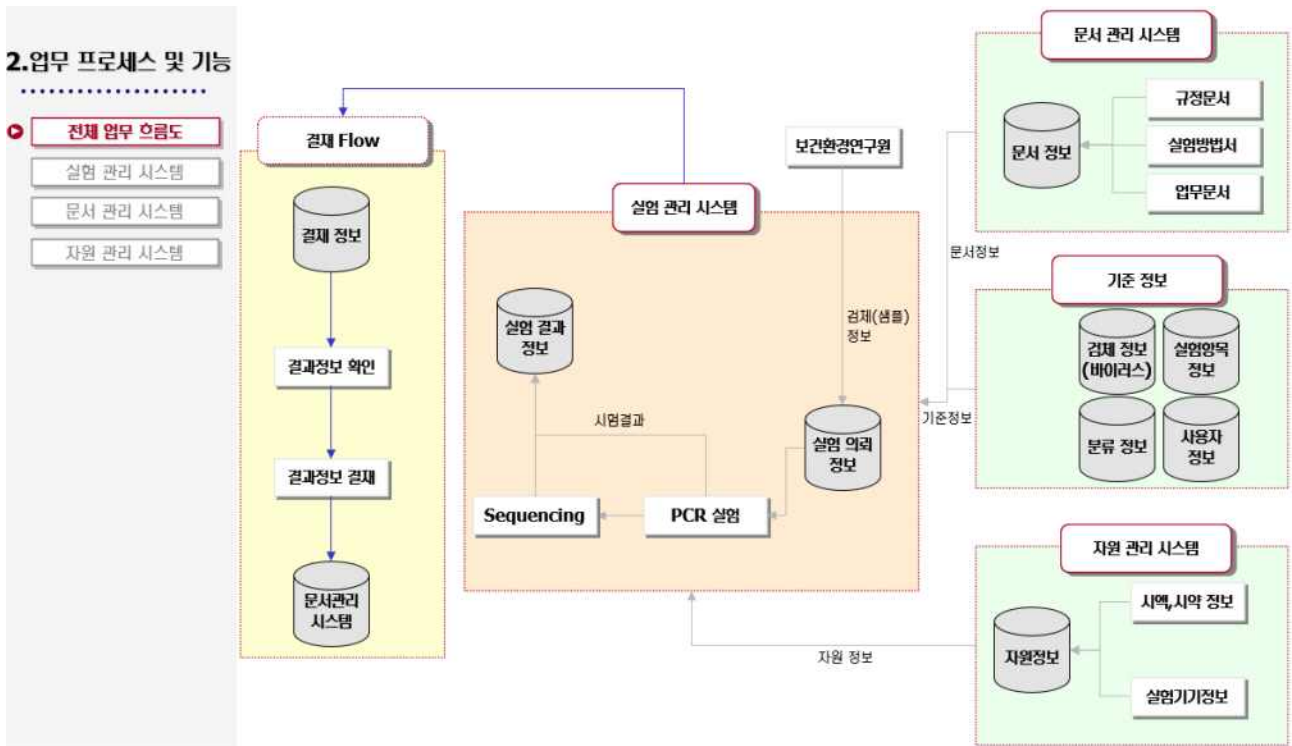 2.업무 프로세스 및 기능
전체 업무 흐름도
실험 관리 시스템
문서 관리 시스템
자원 관리 시스템
결재 Flow
결재 정보
결과정보 확인
결과정보 결재
문서관리
시스템
실험 관리 시스템
보건환경연구원
검체(샘플)
정보
실험 결과
정보
시험결과
실험 의뢰
정보
Sequencing
PCR 실험
문서 관리 시스템
문서 정보
규정문서
실험방법서
업무문서
문서정보
기준 정보
검체 정보
(바이러스)
실험항목
정보
분류 정보
사용자
정보
기준정보
자원 관리 시스템
자원정보
시액,시약 정보
실험기기정보
자원 정보